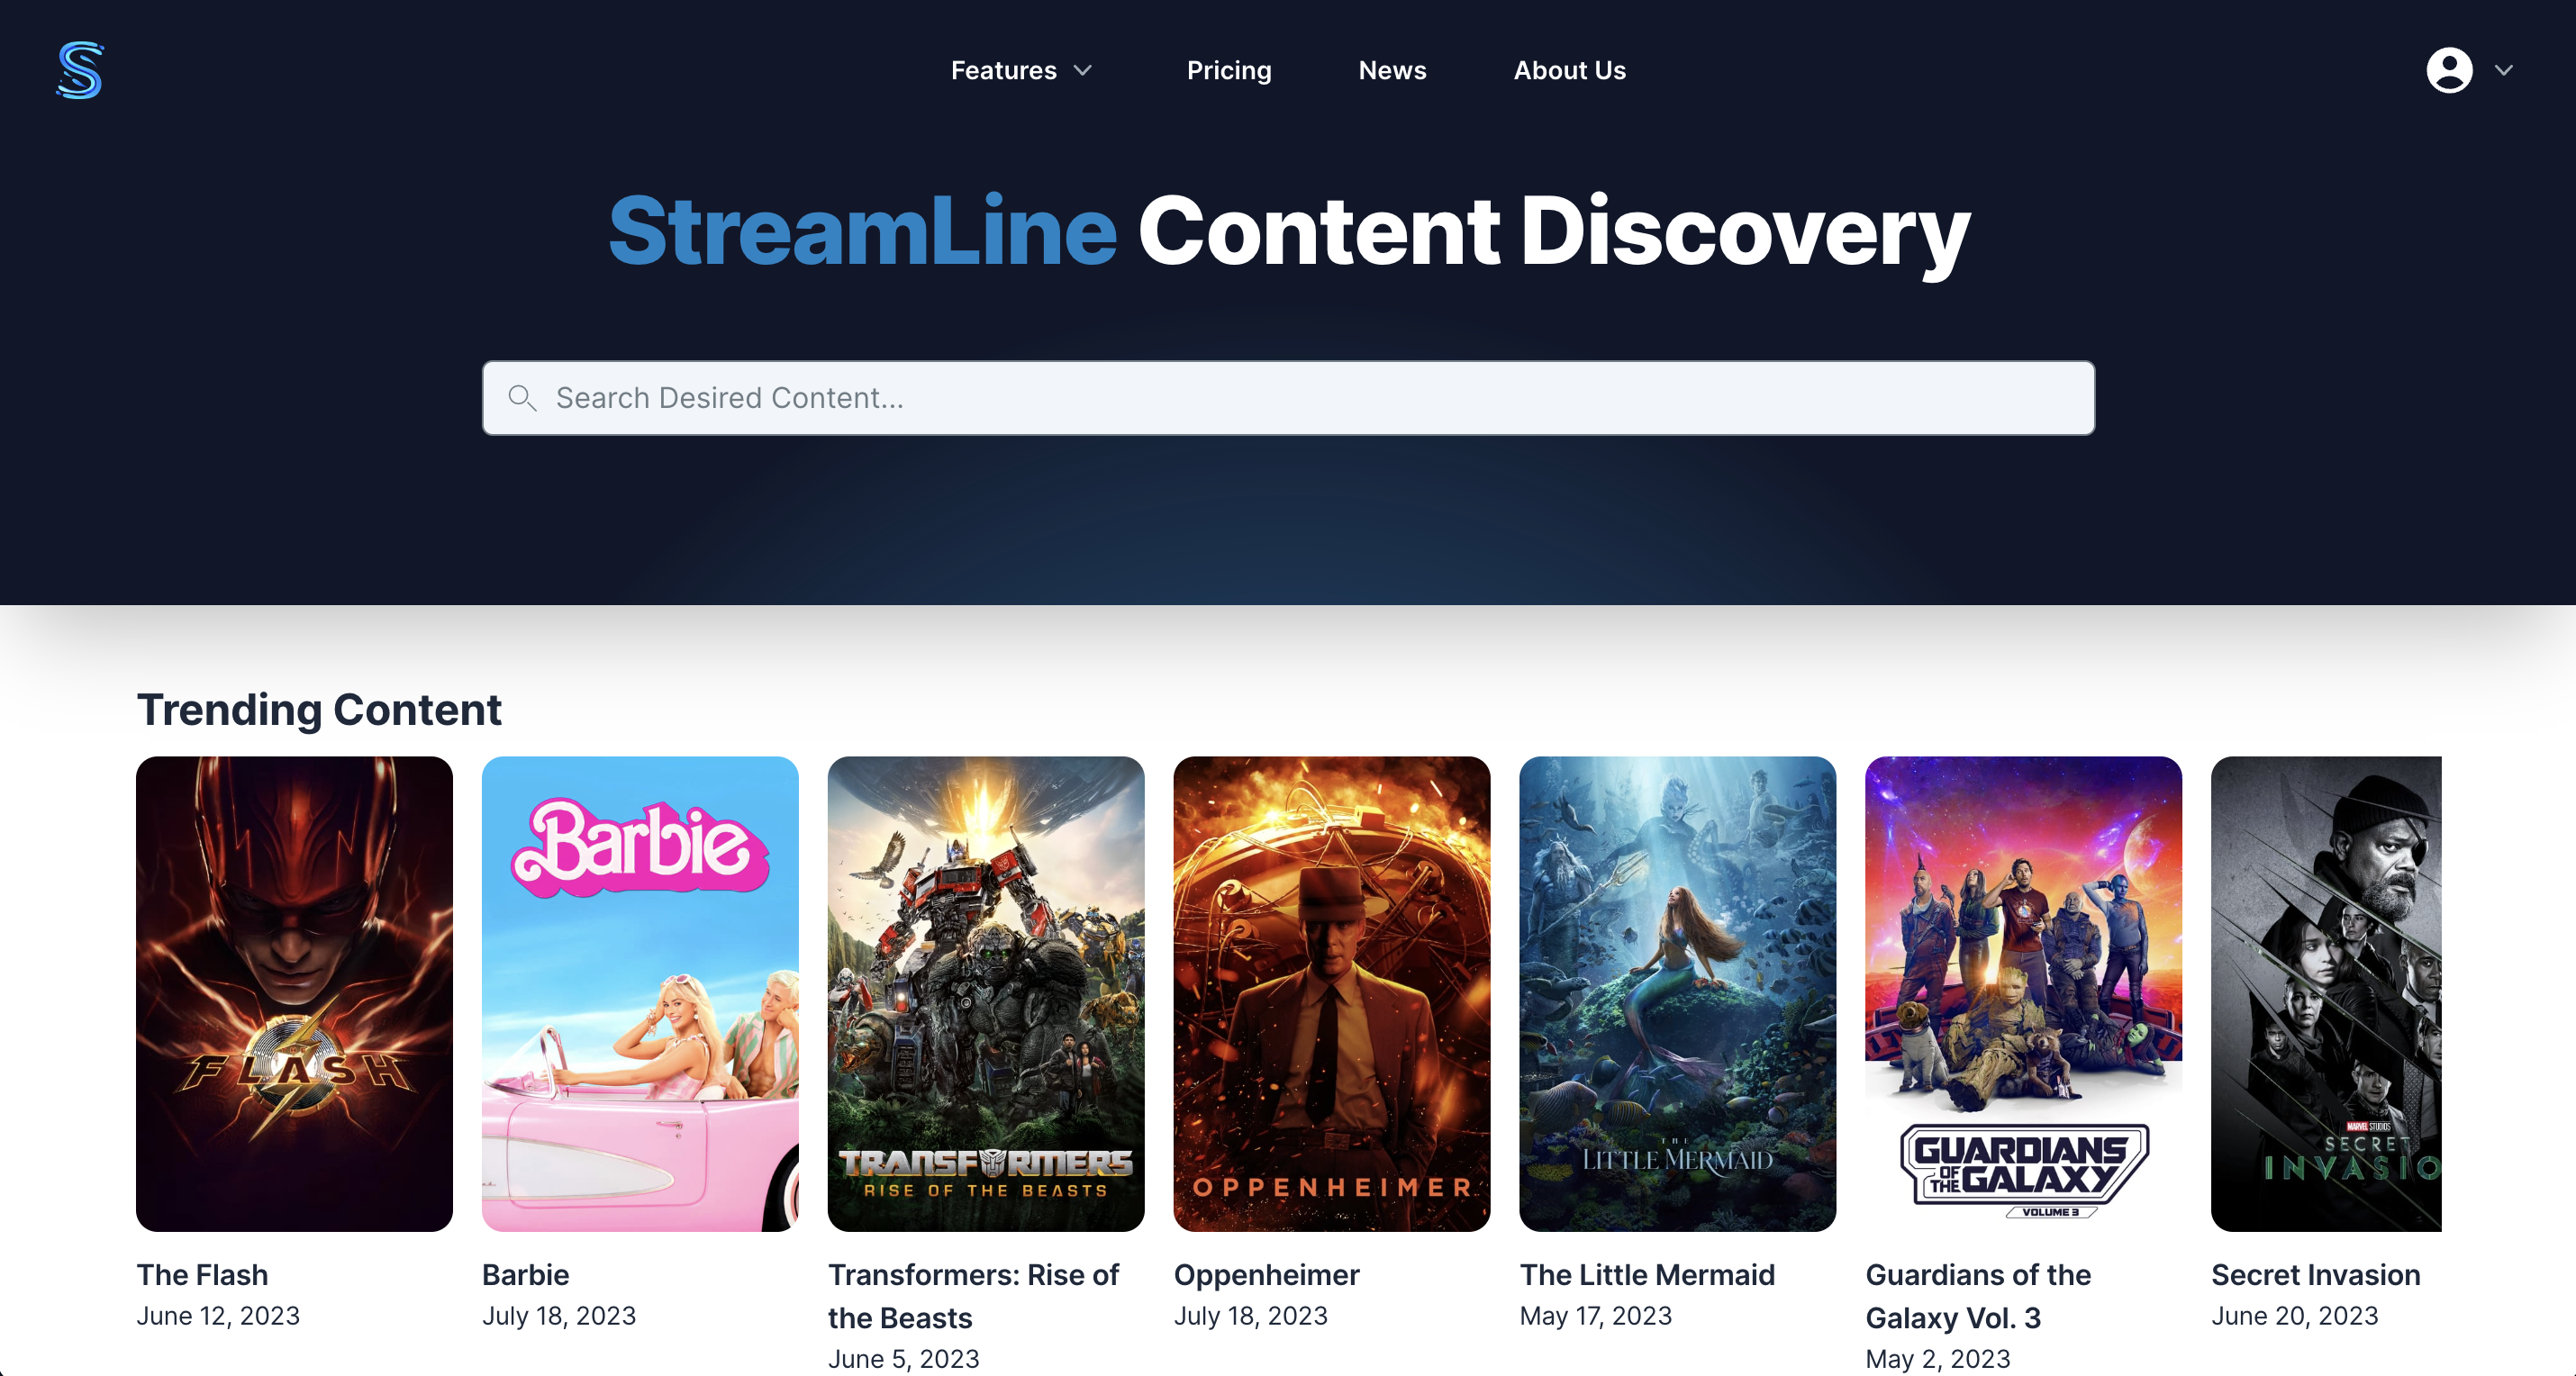 Features
Pricing
News
About Us
StreamLine Content Discovery
Search Desired Content...
Trending Content
FLASH
Barbie
TRANSFORMERS
RISE OF THE BEASTS
OPPENHEIMER
THE
LITTLE MERMAID
GUARDIANS
OF THE GALAXY
VOLUME 3
MARVEL STUDIOS
SECRET
INVASIO
The Flash
June 12, 2023
Barbie
July 18, 2023
Transformers: Rise of
the Beasts
June 5, 2023
Oppenheimer
July 18, 2023
The Little Mermaid
May 17, 2023
Guardians of the
Galaxy Vol. 3
May 2, 2023
Secret Invasion
June 20, 2023